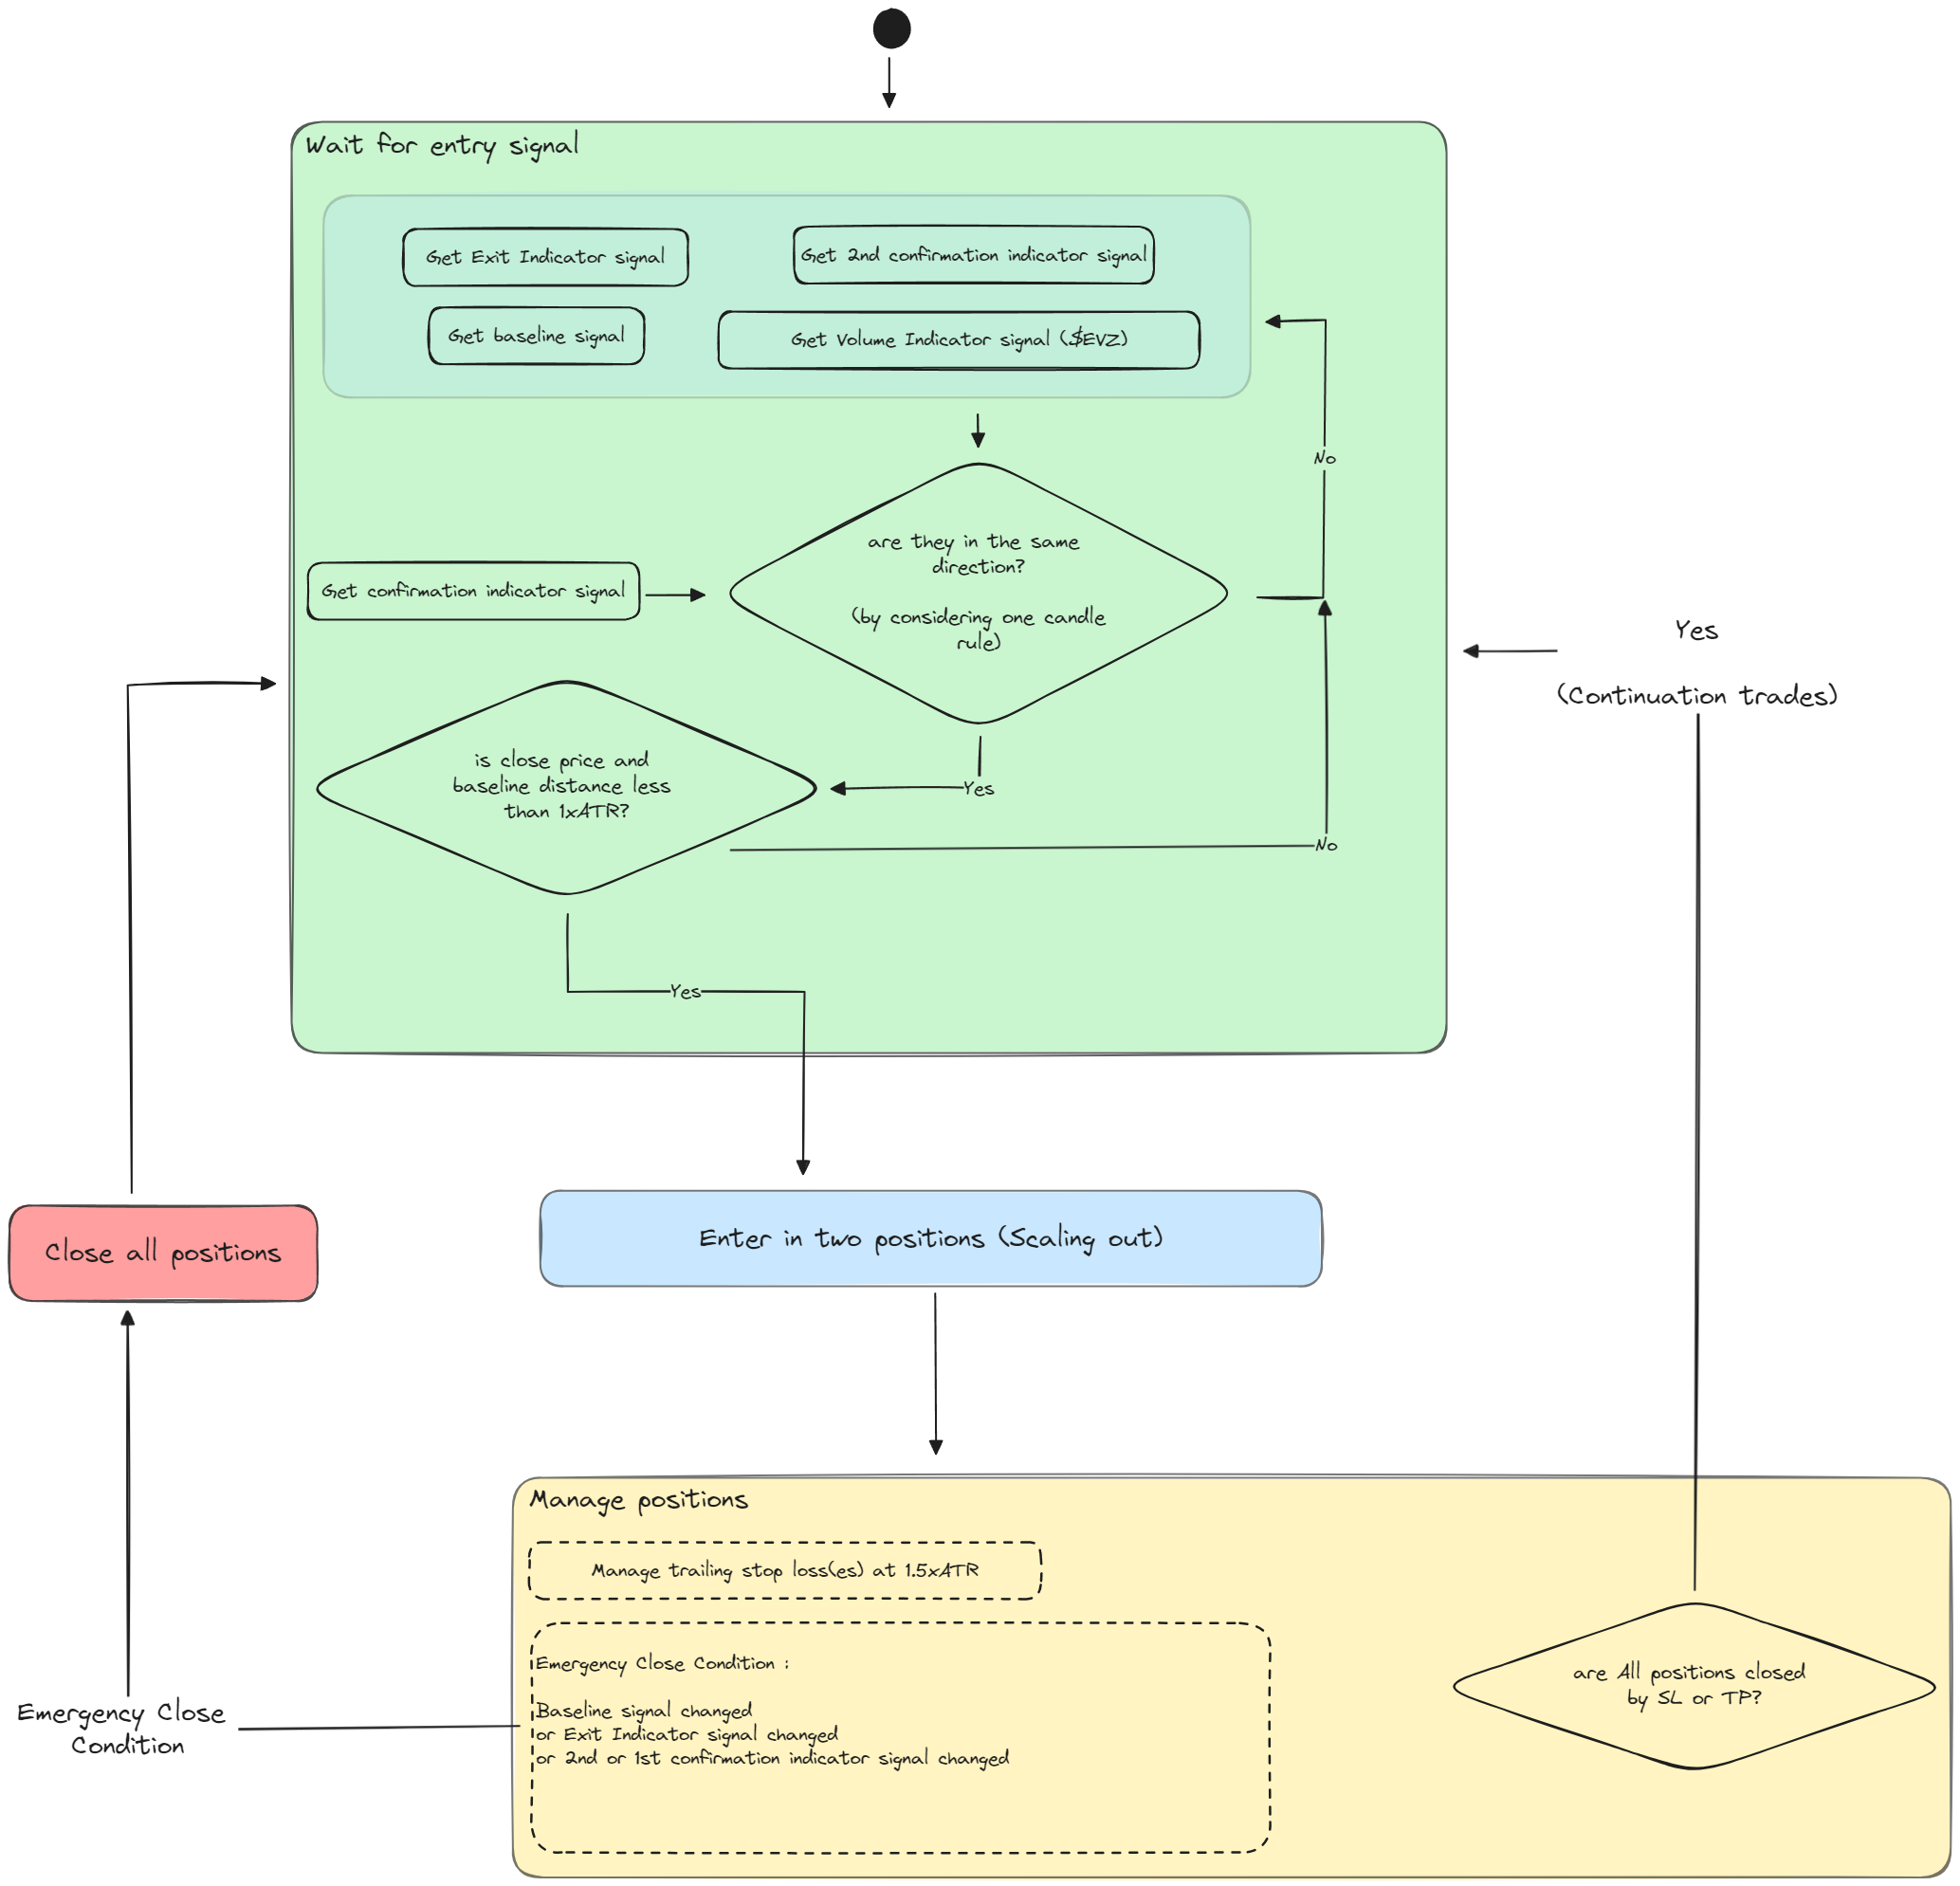 Wait for entry signal
Get Exit Indicator signal
Get 2nd confirmation indicator signal
Get baseline signal
Get Volume Indicator signal ($EVZ)
No
are they in the same
direction?
(by considering one candle
rule)
Get confirmation indicator signal
Yes
(Continuation trades)
is close price and
baseline distance less
than 1xATR?
Yes
No
Yes
Enter in two positions (Scaling out)
Close all positions
Manage positions
Manage trailing stop loss(es) at 1.5xATR
Emergency Close Condition :
Baseline signal changed
or Exit Indicator signal changed
or 2nd or 1st confirmation indicator signal changed
are All positions closed
by SL or TP?
Emergency Close
Condition